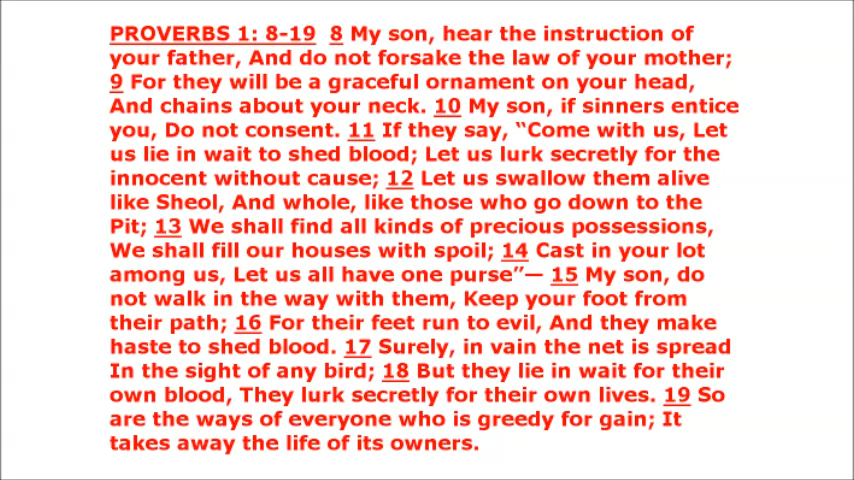 PROVERBS 1: 8-19 8 My son, hear the instruction of
your father, And do not forsake the law of your mother;
9 For they will be a graceful ornament on your head,
And chains about your neck. 10 My son, if sinners entice
you, Do not consent. 11 If they say, “Come with us, Let
us lie in wait to shed blood; Let us lurk secretly for the
innocent without cause; 12 Let us swallow them alive
like Sheol, And whole, like those who go down to the
Pit; 13 We shall find all kinds of precious possessions,
We shall fill our houses with spoil; 14 Cast in your lot
among us, Let us all have one purse”— 15 My son, do
not walk in the way with them, Keep your foot from
their path; 16 For their feet run to evil, And they make
haste to shed blood. 17 Surely, in vain the net is spread
In the sight of any bird; 18 But they lie in wait for their
own blood, They lurk secretly for their own lives. 19 So
are the ways of everyone who is greedy for gain; It
takes away the life of its owners.